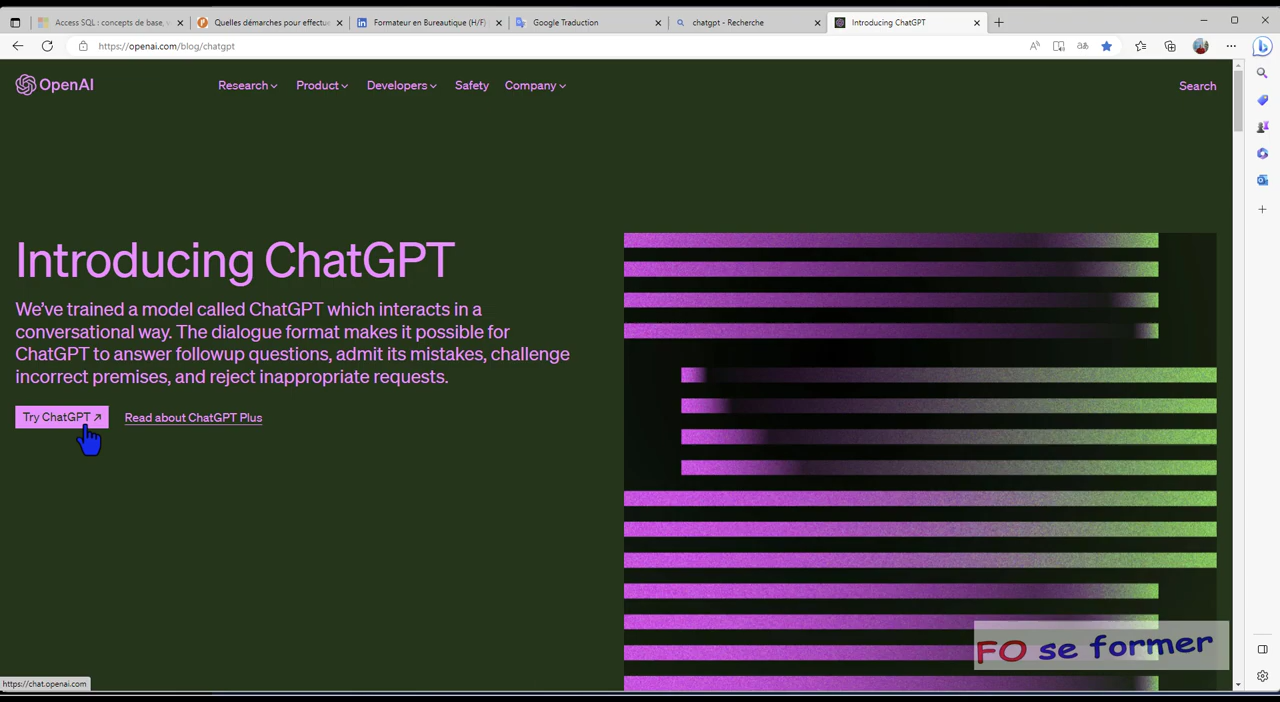 Access SQL : concepts de base, v
Quelles démarches pour effectu
Formateur en Bureautique (H/F)
Google Traduction
chatgpt - Recherche
Introducing ChatGPT
https://openai.com/blog/chatgpt
OpenAI
Research
Product
Developers
Safety
Company
Search
Introducing ChatGPT
We’ve trained a model called ChatGPT which interacts in a
conversational way. The dialogue format makes it possible for
ChatGPT to answer followup questions, admit its mistakes, challenge
incorrect premises, and reject inappropriate requests.
Try ChatGPT ↗
Read about ChatGPT Plus
FO se former
https://chat.openai.com